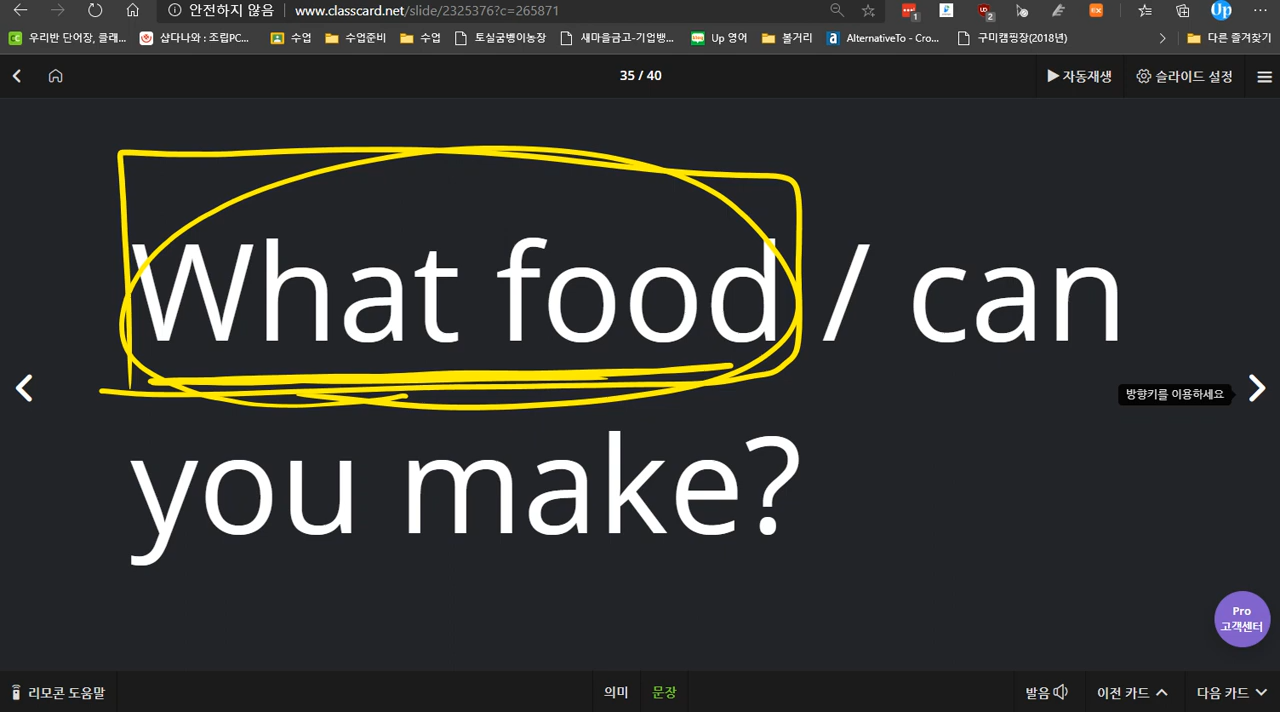 안전하지 않음 www.classcard.net/slide/2325376?c=265871
1 2 Up
우리반 단어장, 클래... 샵다나와 : 조립PC... 수업 수업준비 수업 토실굼벵이농장 새마을금고-기업뱅... Up 영어 볼거리 AlternativeTo - Cro... 구미캠핑장(2018년) 다른 즐겨찾기
35 / 40 자동재생 슬라이드 설정
What food / can
방향키를 이용하세요
you make?
Pro
고객센터
리모콘 도움말 의미 문장 발음 이전 카드 다음 카드